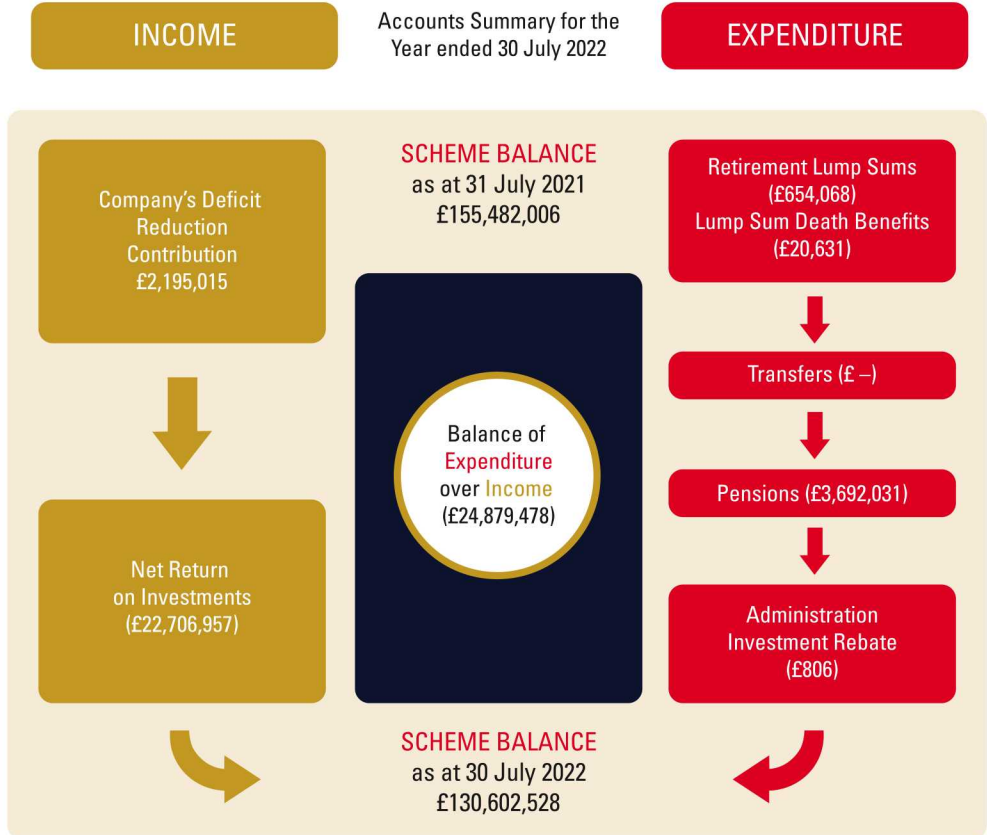 INCOME
Accounts Summary for the
Year ended 30 July 2022
EXPENDITURE
Company's Deficit
Reduction
Contribution
£2,195,015
Net Return
on Investments
(£22,706,957)
SCHEME BALANCE
as at 31 July 2021
£155,482,006
Balance of
Expenditure
over Income
(£24,879,478)
SCHEME BALANCE
as at 30 July 2022
£130,602,528
Retirement Lump Sums
(£654,068)
Lump Sum Death Benefits
(£20,631)
Transfers (£ –)
Pensions (£3,692,031)
Administration
Investment Rebate
(£806)